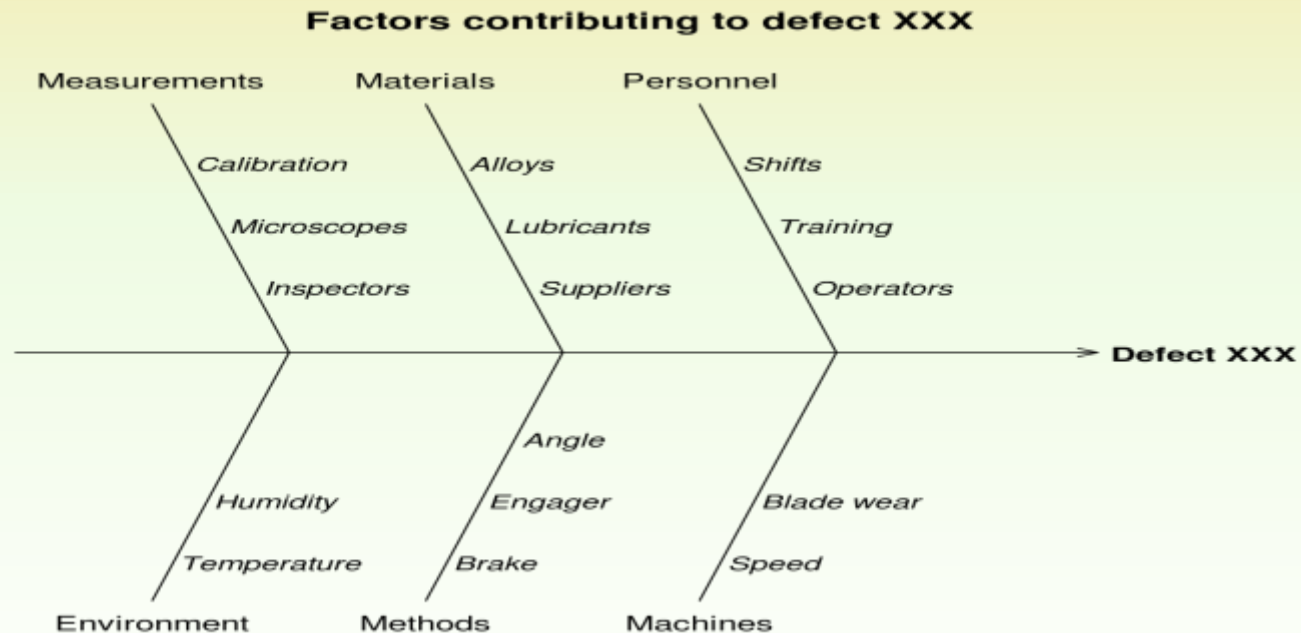 Factors contributing to defect XXX
Measurements
Materials
Personnel
Calibration
Alloys
Shifts
Microscopes
Lubricants
Training
Inspectors
Suppliers
Operators
Defect XXX
Angle
Humidity
Engager
Blade wear
Temperature
Brake
Speed
Environment
Methods
Machines